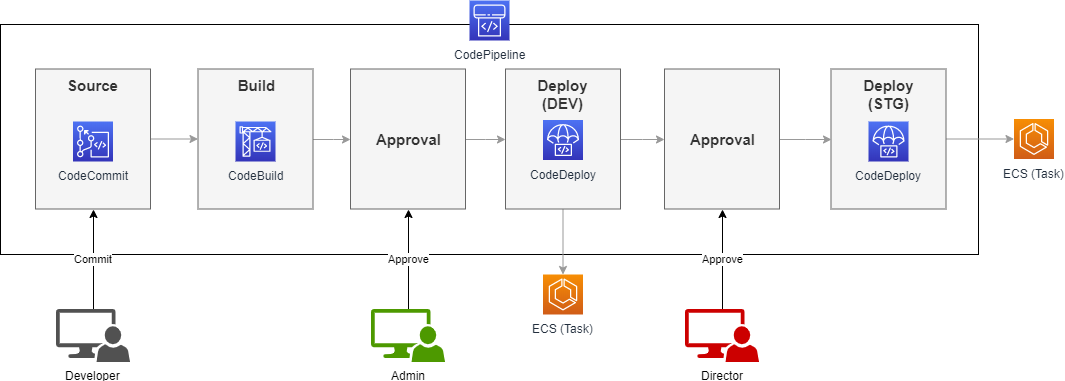 CodePipeline
Source
CodeCommit
Build
CodeBuild
Approval
Deploy
(DEV)
CodeDeploy
Approval
Deploy
(STG)
CodeDeploy
ECS (Task)
Commit
Approve
Approve
ECS (Task)
Developer
Admin
Director